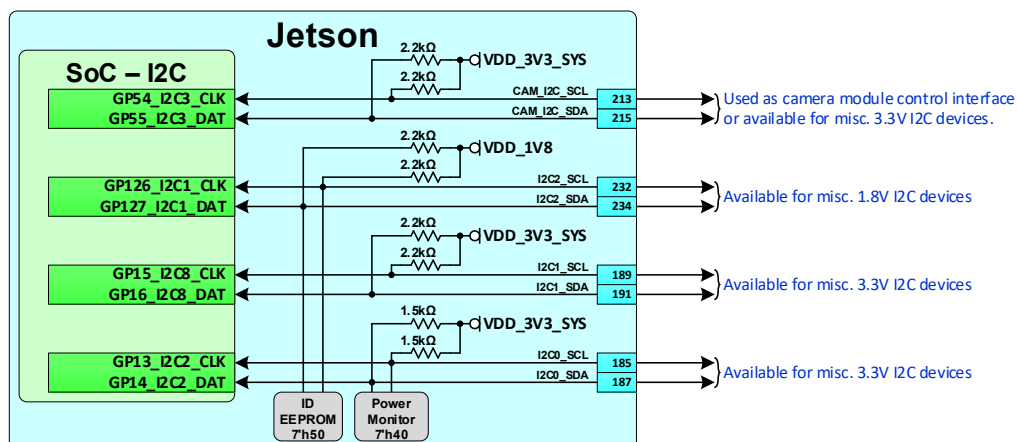 Jetson
SoC – I2C
2.2kΩ
VDD_3V3_SYS
2.2kΩ
GP54_I2C3_CLK
CAM_I2C_SCL
213
GP55_I2C3_DAT
CAM_I2C_SDA
215
Used as camera module control interface
or available for misc. 3.3V I2C devices.
2.2kΩ
VDD_1V8
2.2kΩ
GP126_I2C1_CLK
I2C2_SCL
232
GP127_I2C1_DAT
I2C2_SDA
234
Available for misc. 1.8V I2C devices
2.2kΩ
VDD_3V3_SYS
2.2kΩ
GP15_I2C8_CLK
I2C1_SCL
189
GP16_I2C8_DAT
I2C1_SDA
191
Available for misc. 3.3V I2C devices
1.5kΩ
VDD_3V3_SYS
1.5kΩ
GP13_I2C2_CLK
I2C0_SCL
185
GP14_I2C2_DAT
I2C0_SDA
187
Available for misc. 3.3V I2C devices
ID
EEPROM
7'h50
Power
Monitor
7'h40